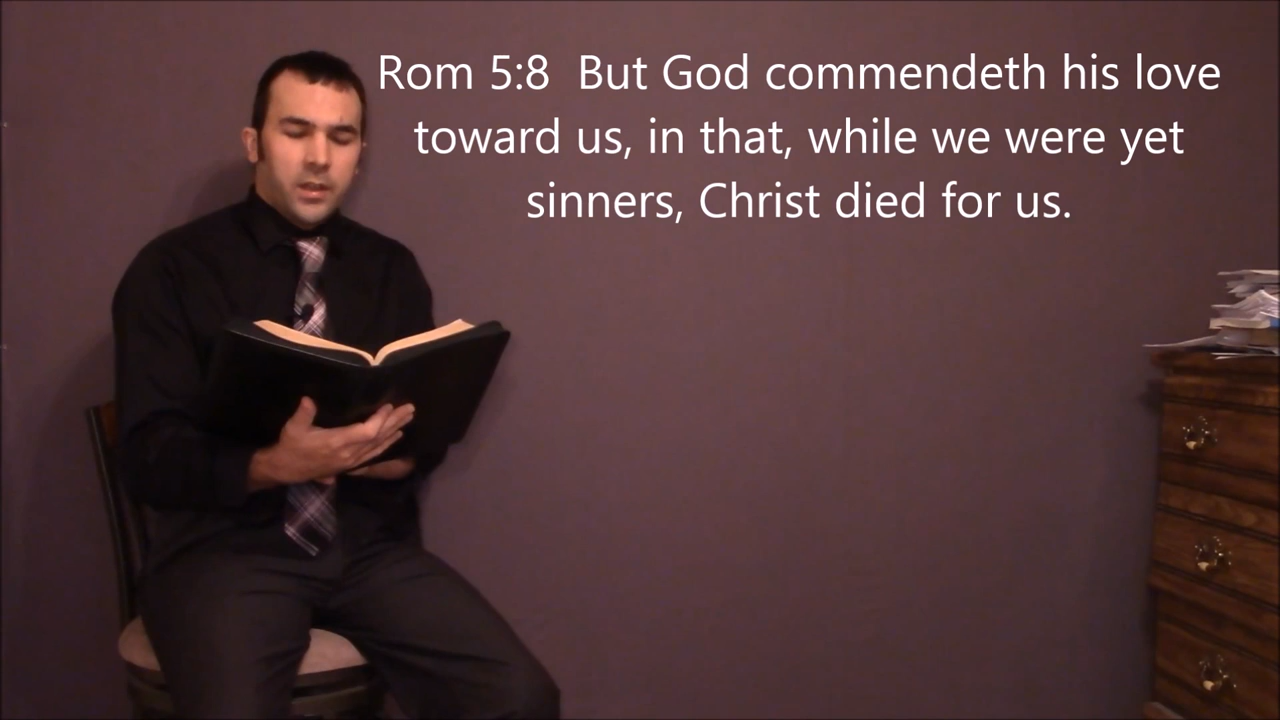 Rom 5:8  But God commendeth his love
toward us, in that, while we were yet
sinners, Christ died for us.